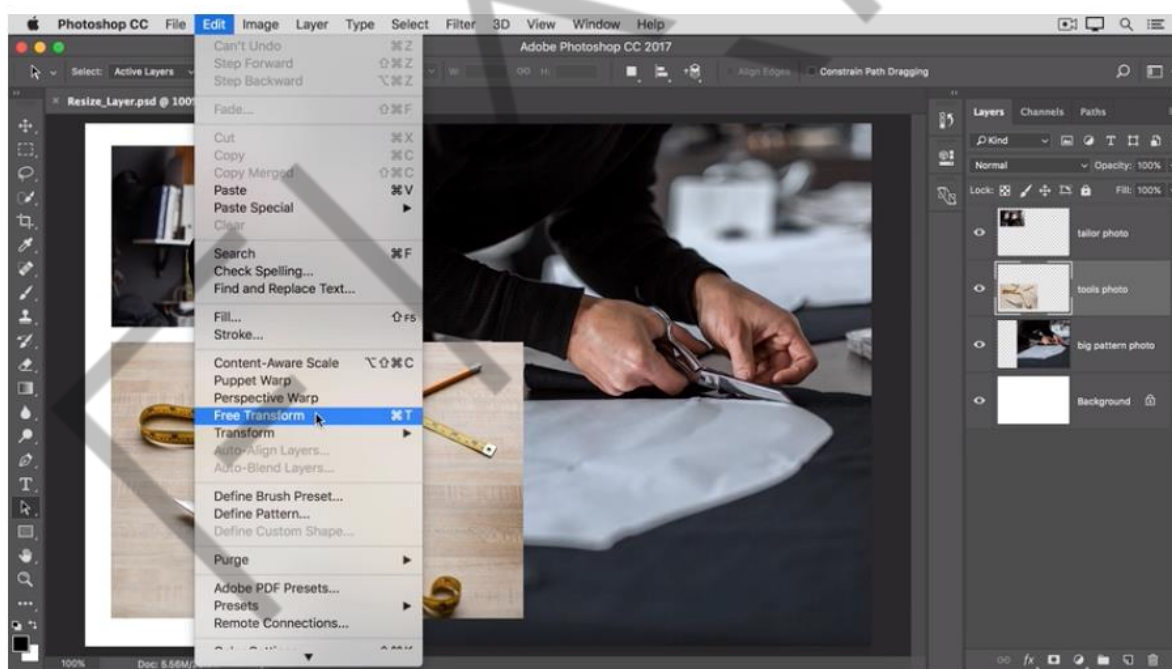 Photoshop CC File Edit Image Layer Type Select Filter 3D View Window Help
Adobe Photoshop CC 2017
Select: Active Layers W: H: Align Edges Constrain Path Dragging
× Resize_Layer.psd @ 100%
Can't Undo ⌘Z
Step Forward ⇧⌘Z
Step Backward ⌥⌘Z
Fade... ⇧⌘F
Cut ⌘X
Copy ⌘C
Copy Merged ⇧⌘C
Paste ⌘V
Paste Special ▶
Clear
Search ⌘F
Check Spelling...
Find and Replace Text...
Fill... ⇧F5
Stroke...
Content-Aware Scale ⌥⇧⌘C
Puppet Warp
Perspective Warp
Free Transform ⌘T
Transform ▶
Auto-Align Layers...
Auto-Blend Layers...
Define Brush Preset...
Define Pattern...
Define Custom Shape...
Purge ▶
Adobe PDF Presets...
Presets ▶
Remote Connections...
Layers Channels Paths
Kind
Normal Opacity: 100%
Lock: Fill: 100%
tailor photo
tools photo
big pattern photo
Background
100% Doc: 5.56M/
fx